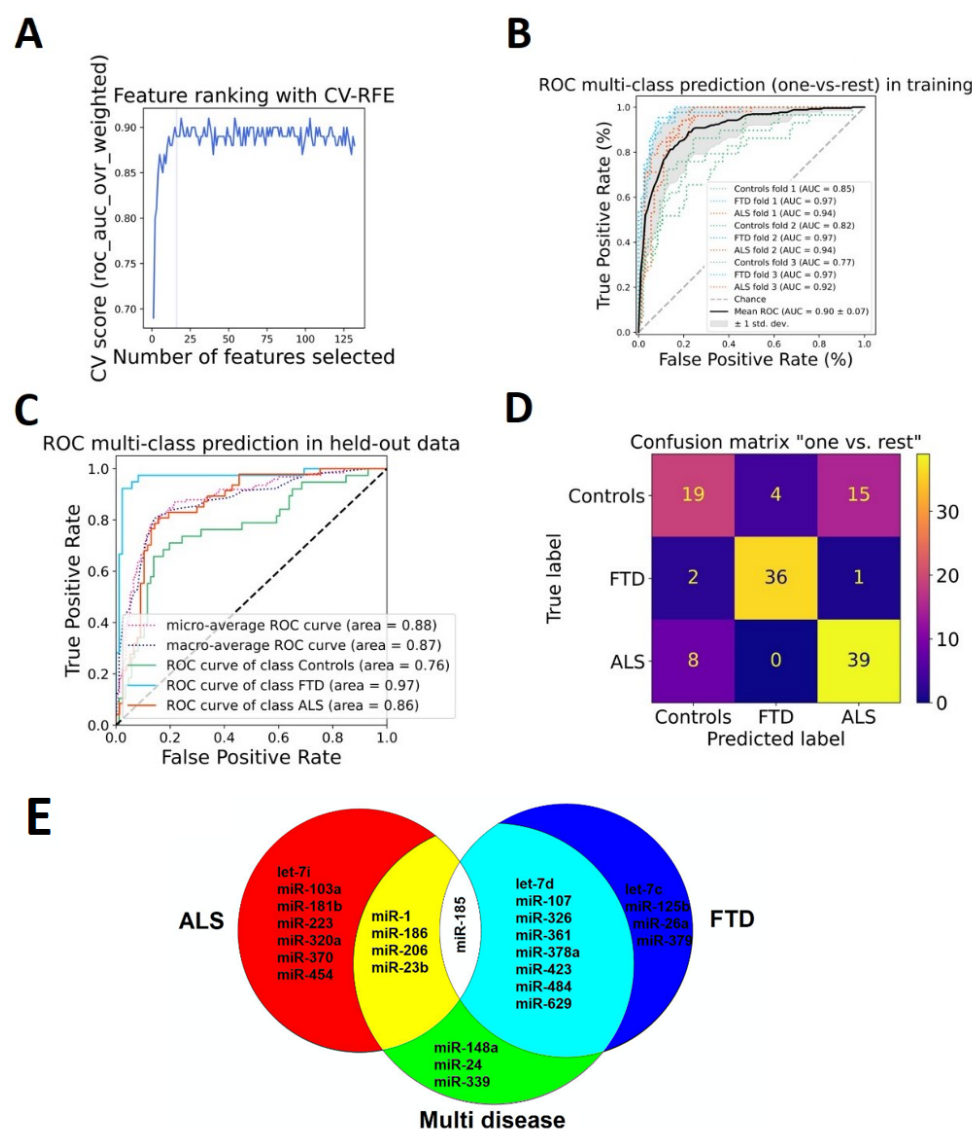 A
Feature ranking with CV-RFE
CV score (roc_auc_ovr_weighted)
0.90
0.85
0.80
0.75
0.70
0 25 50 75 100 125
Number of features selected
B
ROC multi-class prediction (one-vs-rest) in training
True Positive Rate (%)
1.0
0.8
0.6
0.4
0.2
0.0
Controls fold 1 (AUC = 0.85)
FTD fold 1 (AUC = 0.97)
ALS fold 1 (AUC = 0.94)
Controls fold 2 (AUC = 0.82)
FTD fold 2 (AUC = 0.97)
ALS fold 2 (AUC = 0.94)
Controls fold 3 (AUC = 0.77)
FTD fold 3 (AUC = 0.97)
ALS fold 3 (AUC = 0.92)
Chance
Mean ROC (AUC = 0.90 ± 0.07)
± 1 std. dev.
0.0 0.2 0.4 0.6 0.8 1.0
False Positive Rate (%)
C
ROC multi-class prediction in held-out data
True Positive Rate
1.0
0.8
0.6
0.4
0.2
0.0
micro-average ROC curve (area = 0.88)
macro-average ROC curve (area = 0.87)
ROC curve of class Controls (area = 0.76)
ROC curve of class FTD (area = 0.97)
ROC curve of class ALS (area = 0.86)
0.0 0.2 0.4 0.6 0.8 1.0
False Positive Rate
D
Confusion matrix "one vs. rest"
True label
Controls 19 4 15
FTD 2 36 1
ALS 8 0 39
Controls FTD ALS
Predicted label
30
20
10
0
E
ALS
let-7i
miR-103a
miR-181b
miR-223
miR-320a
miR-370
miR-454
miR-1
miR-186
miR-206
miR-23b
miR-185
let-7d
miR-107
miR-326
miR-361
miR-378a
miR-423
miR-484
miR-629
let-7c
miR-125b
miR-26a
miR-379
FTD
miR-148a
miR-24
miR-339
Multi disease